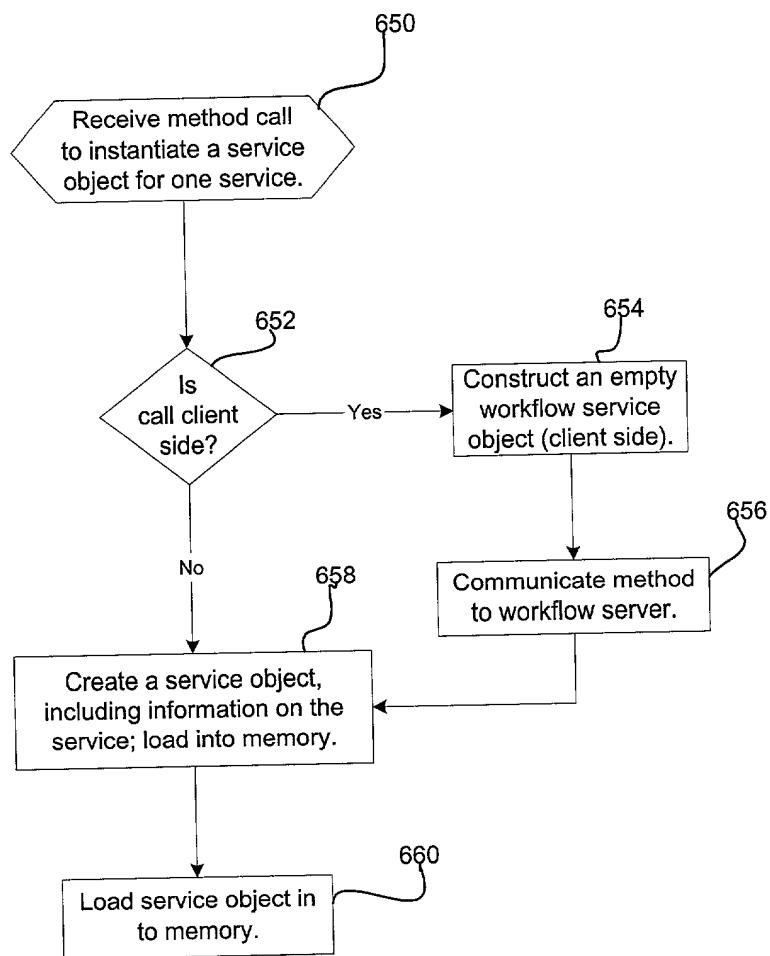 650
Receive method call
to instantiate a service
object for one service.
652
654
Is
call client
side?
Yes
Construct an empty
workflow service
object (client side).
656
No
658
Communicate method
to workflow server.
Create a service object,
including information on the
service; load into memory.
660
Load service object in
to memory.